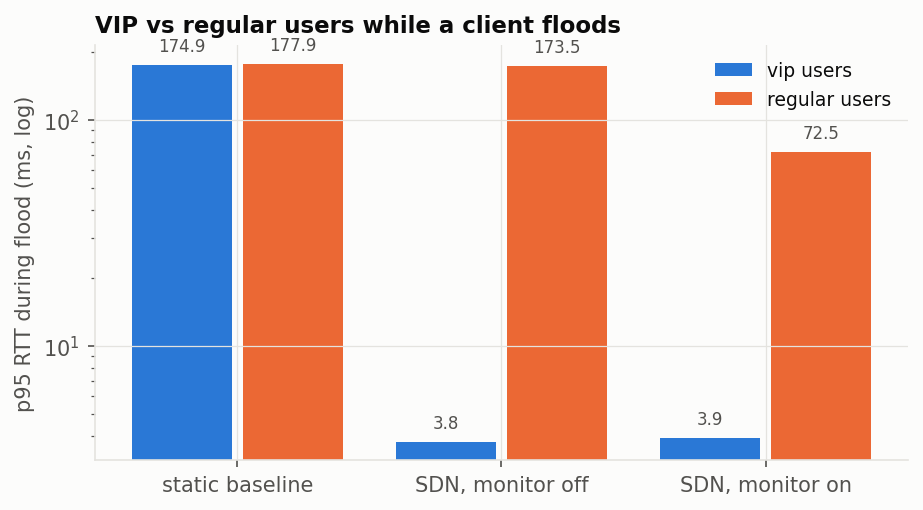 VIP vs regular users while a client floods
174.9
177.9
173.5
vip users
regular users
72.5
3.8
3.9
10²
10¹
p95 RTT during flood (ms, log)
static baseline
SDN, monitor off
SDN, monitor on